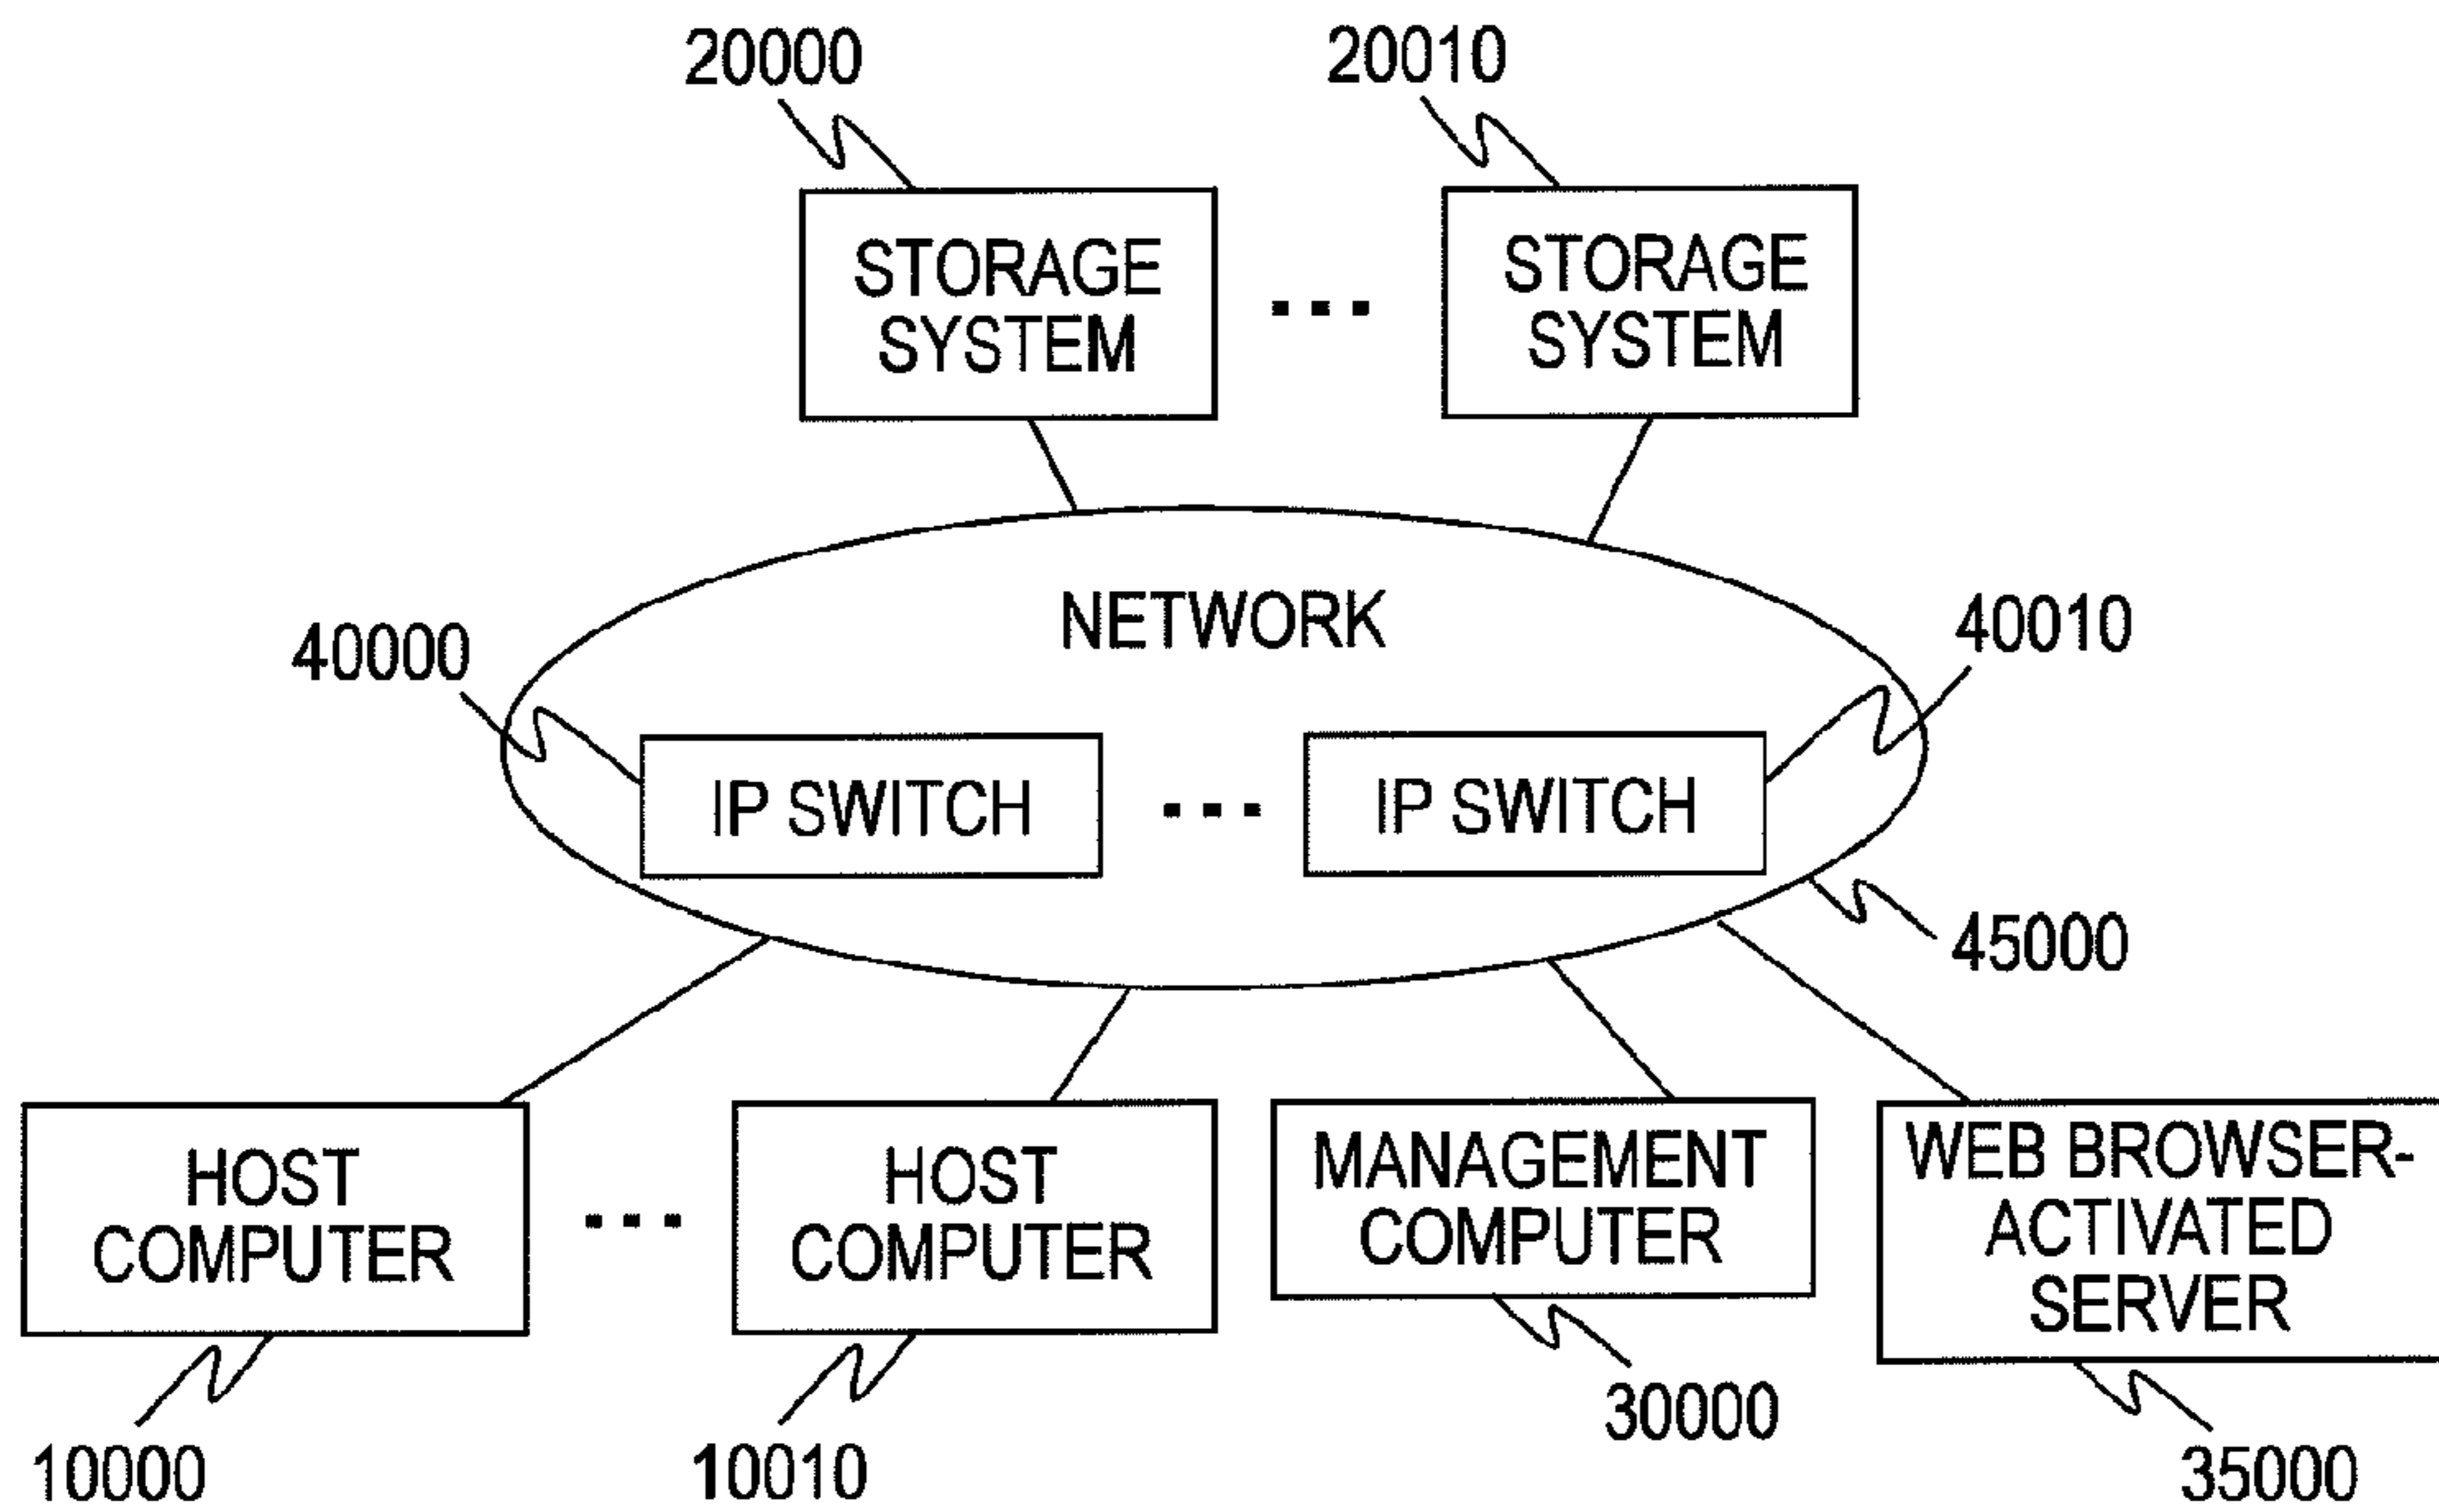 20000
20010
STORAGE
SYSTEM
STORAGE
SYSTEM
NETWORK
40000
40010
IP SWITCH
IP SWITCH
45000
HOST
COMPUTER
HOST
COMPUTER
MANAGEMENT
COMPUTER
WEB BROWSER-
ACTIVATED
SERVER
10000
10010
30000
35000